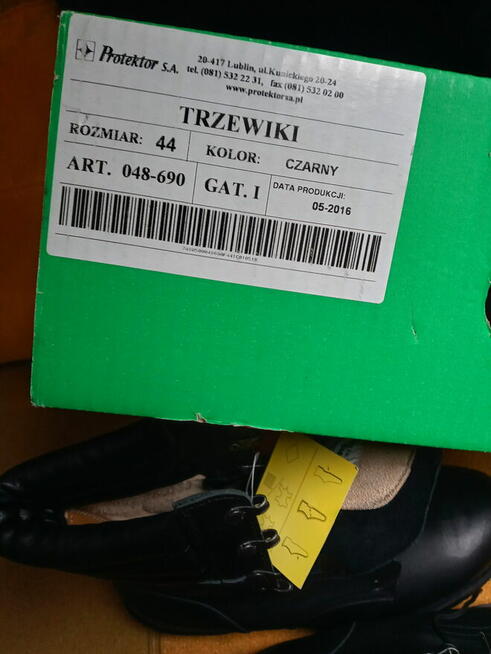 Protektor S.A.
20-417 Lublin, ul. Kunickiego 20-24
tel. (081) 532 22 31, fax (081) 532 02 00
www.protektorsa.pl
TRZEWIKI
ROZMIAR: 44 KOLOR: CZARNY
ART. 048-690 GAT. I DATA PRODUKCJI: 05-2016